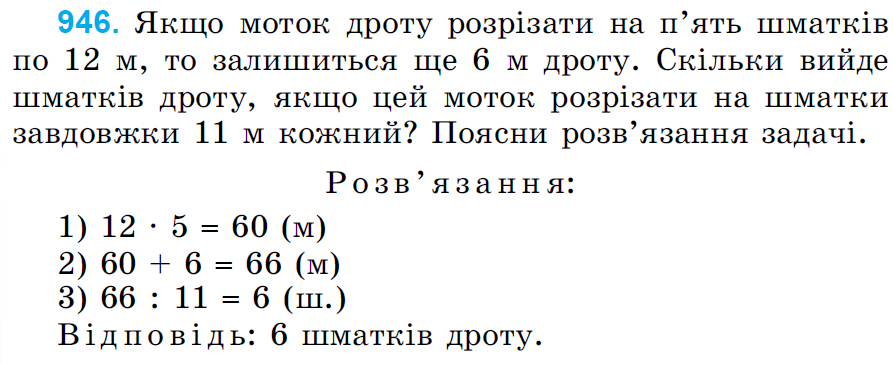 946. Якщо моток дроту розрізати на п’ять шматків
по 12 м, то залишиться ще 6 м дроту. Скільки вийде
шматків дроту, якщо цей моток розрізати на шматки
завдовжки 11 м кожний? Поясни розв’язання задачі.
Розв’язання:
1) 12 · 5 = 60 (м)
2) 60 + 6 = 66 (м)
3) 66 : 11 = 6 (ш.)
Відповідь: 6 шматків дроту.